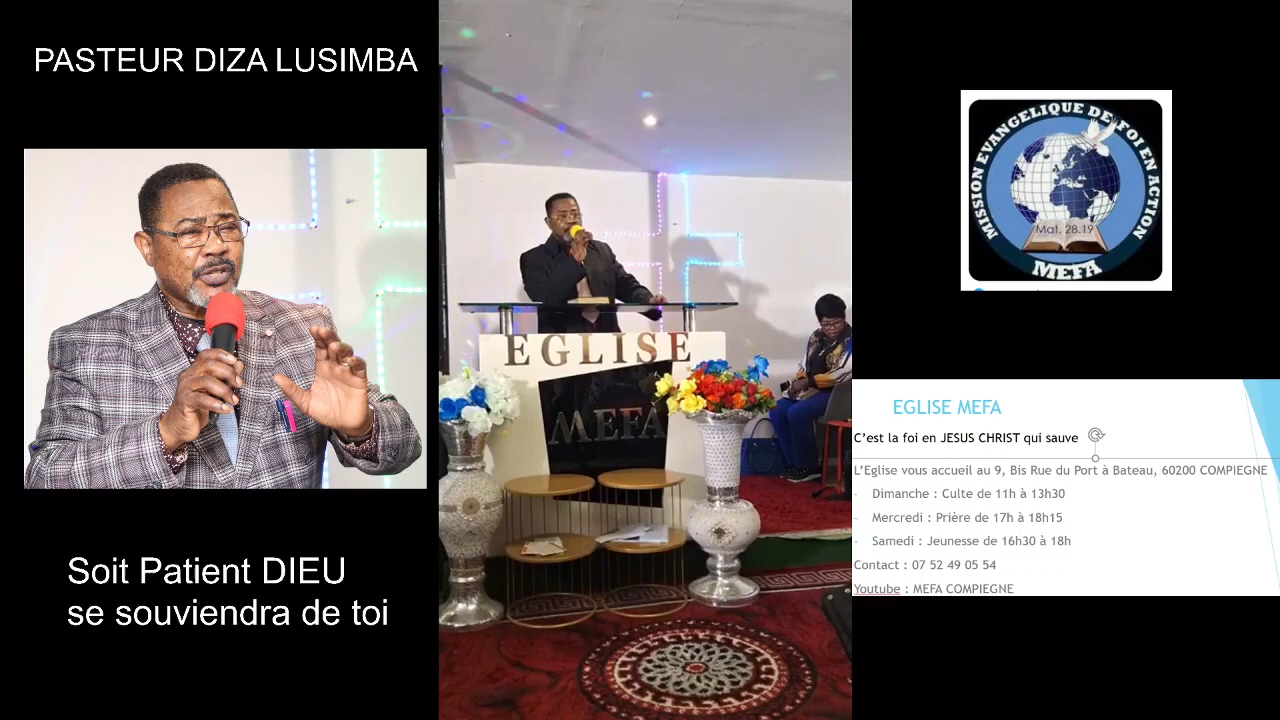 PASTEUR DIZA LUSIMBA
Soit Patient DIEU
se souviendra de toi
EGLISE
MEFA
MISSION EVANGELIQUE DE FOI EN ACTION
Mat. 28.19
MEFA
EGLISE MEFA
C'est la foi en JESUS CHRIST qui sauve
L'Eglise vous accueil au 9, Bis Rue du Port à Bateau, 60200 COMPIEGNE
- Dimanche : Culte de 11h à 13h30
- Mercredi : Prière de 17h à 18h15
- Samedi : Jeunesse de 16h30 à 18h
Contact : 07 52 49 05 54
Youtube : MEFA COMPIEGNE